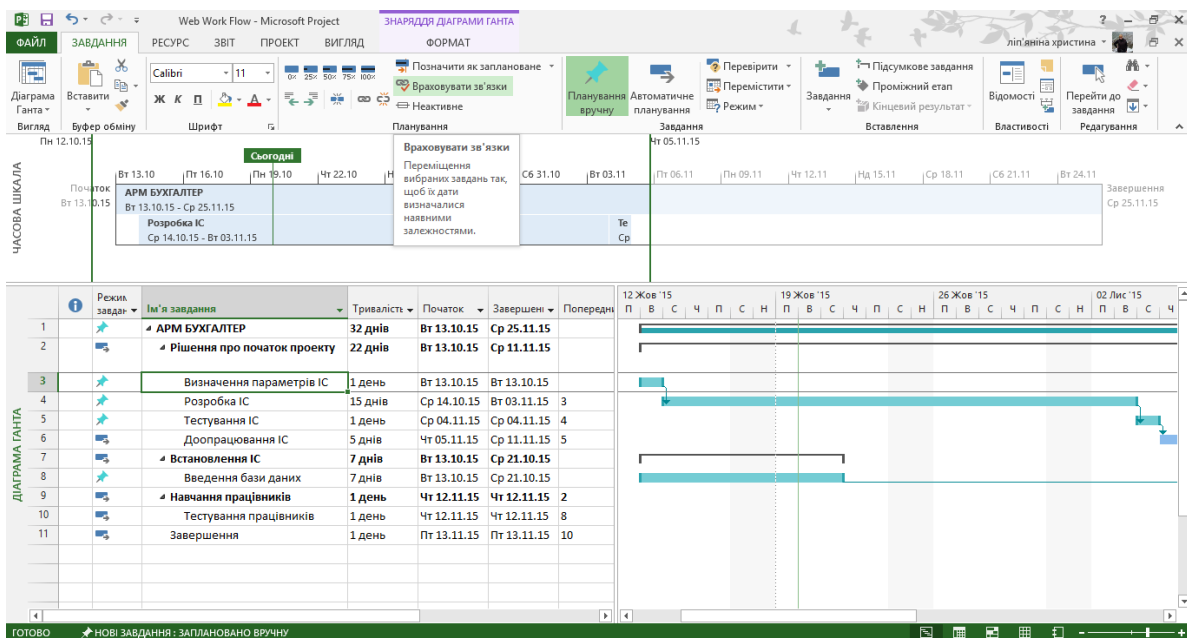 Web Work Flow - Microsoft Project
ЗНАРЯДДЯ ДІАГРАМИ ГАНТА
ФАЙЛ ЗАВДАННЯ РЕСУРС ЗВІТ ПРОЕКТ ВИГЛЯД ФОРМАТ
ліп'яніна христина
Діаграма Ганта
Вигляд
Вставити
Буфер обміну
Calibri 11
Ж К П А
Шрифт
0× 25× 50× 75× 100×
Позначити як заплановане
Враховувати зв'язки
Неактивне
Планування
Планування вручну
Автоматичне планування
Перевірити
Перемістити
Режим
Завдання
Завдання
Підсумкове завдання
Проміжний етап
Кінцевий результат
Вставлення
Відомості
Властивості
Перейти до завдання
Редагування
Враховувати зв'язки
Переміщення
вибраних завдань так,
щоб їх дати
визначалися
наявними
залежностями.
ЧАСОВА ШКАЛА
Пн 12.10.15 Чт 05.11.15
Сьогодні
Вт 13.10 Пт 16.10 Пн 19.10 Чт 22.10 Н Сб 31.10 Вт 03.11 Пт 06.11 Пн 09.11 Чт 12.11 Нд 15.11 Ср 18.11 Сб 21.11 Вт 24.11
Початок
Вт 13.10.15
АРМ БУХГАЛТЕР
Вт 13.10.15 - Ср 25.11.15
Розробка ІС
Ср 14.10.15 - Вт 03.11.15
Те
Ср
Завершення
Ср 25.11.15
ДІАГРАМА ГАНТА
Режим завдан Ім'я завдання Тривалість Початок Завершенн Попередни
12 Жов '15 19 Жов '15 26 Жов '15 02 Лис '15
П В С Ч П С Н П В С Ч П С Н П В С Ч П С Н П В С Ч
1 АРМ БУХГАЛТЕР 32 днів Вт 13.10.15 Ср 25.11.15
2 Рішення про початок проекту 22 днів Вт 13.10.15 Ср 11.11.15
3 Визначення параметрів ІС 1 день Вт 13.10.15 Вт 13.10.15
4 Розробка ІС 15 днів Ср 14.10.15 Вт 03.11.15 3
5 Тестування ІС 1 день Ср 04.11.15 Ср 04.11.15 4
6 Доопрацювання ІС 5 днів Чт 05.11.15 Ср 11.11.15 5
7 Встановлення ІС 7 днів Вт 13.10.15 Ср 21.10.15
8 Введення бази даних 7 днів Вт 13.10.15 Ср 21.10.15
9 Навчання працівників 1 день Чт 12.11.15 Чт 12.11.15 2
10 Тестування працівників 1 день Чт 12.11.15 Чт 12.11.15 8
11 Завершення 1 день Пт 13.11.15 Пт 13.11.15 10
ГОТОВО НОВІ ЗАВДАННЯ : ЗАПЛАНОВАНО ВРУЧНУ